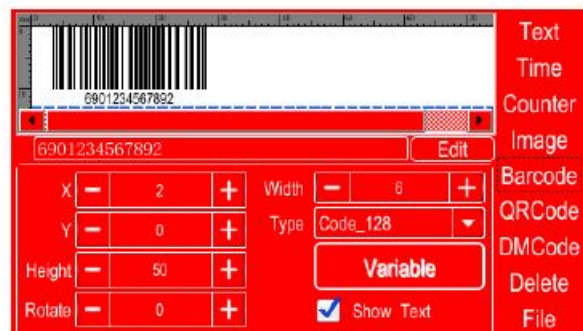 Text
Time
6901234567892
Counter
6901234567892 Edit
Image
X 2 Width 6
Barcode
Y 0 Type Code_128
QRCode
Height 50 Variable
DMCode
Rotate 0 Show Text
Delete
File